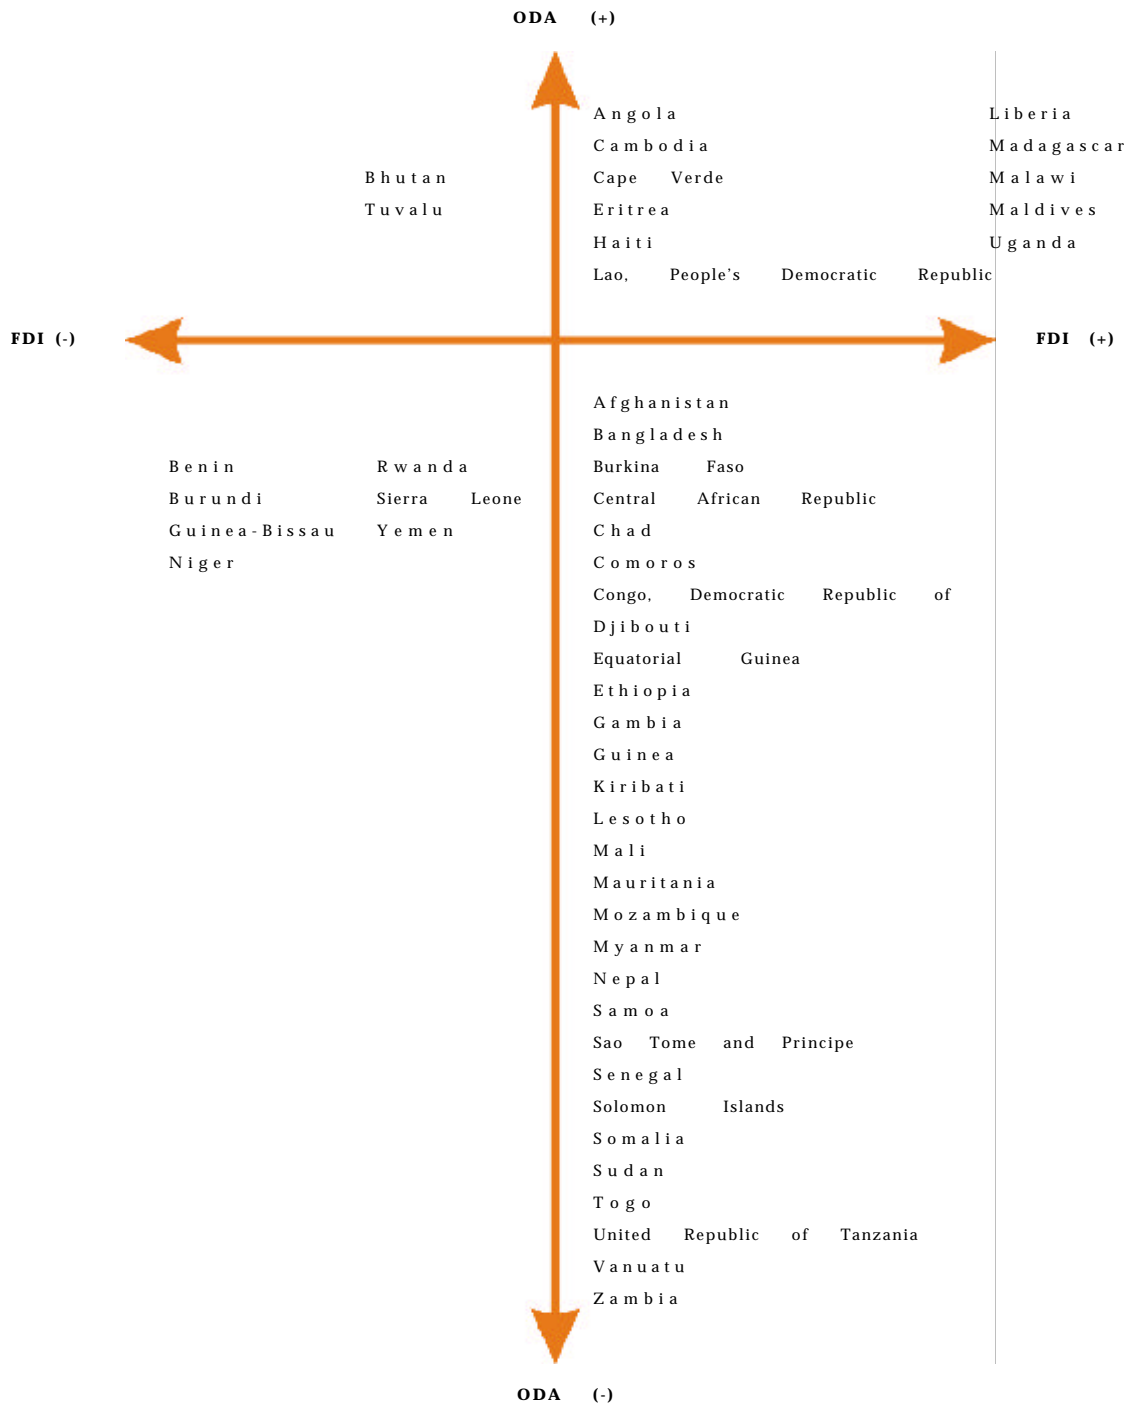 ODA (+)
Angola
Cambodia
Cape Verde
Eritrea
Haiti
Lao, People's Democratic Republic
Liberia
Madagascar
Malawi
Maldives
Uganda
Bhutan
Tuvalu
FDI (-)
FDI (+)
Benin
Burundi
Guinea-Bissau
Niger
Rwanda
Sierra Leone
Yemen
Afghanistan
Bangladesh
Burkina Faso
Central African Republic
Chad
Comoros
Congo, Democratic Republic of
Djibouti
Equatorial Guinea
Ethiopia
Gambia
Guinea
Kiribati
Lesotho
Mali
Mauritania
Mozambique
Myanmar
Nepal
Samoa
Sao Tome and Principe
Senegal
Solomon Islands
Somalia
Sudan
Togo
United Republic of Tanzania
Vanuatu
Zambia
ODA (-)